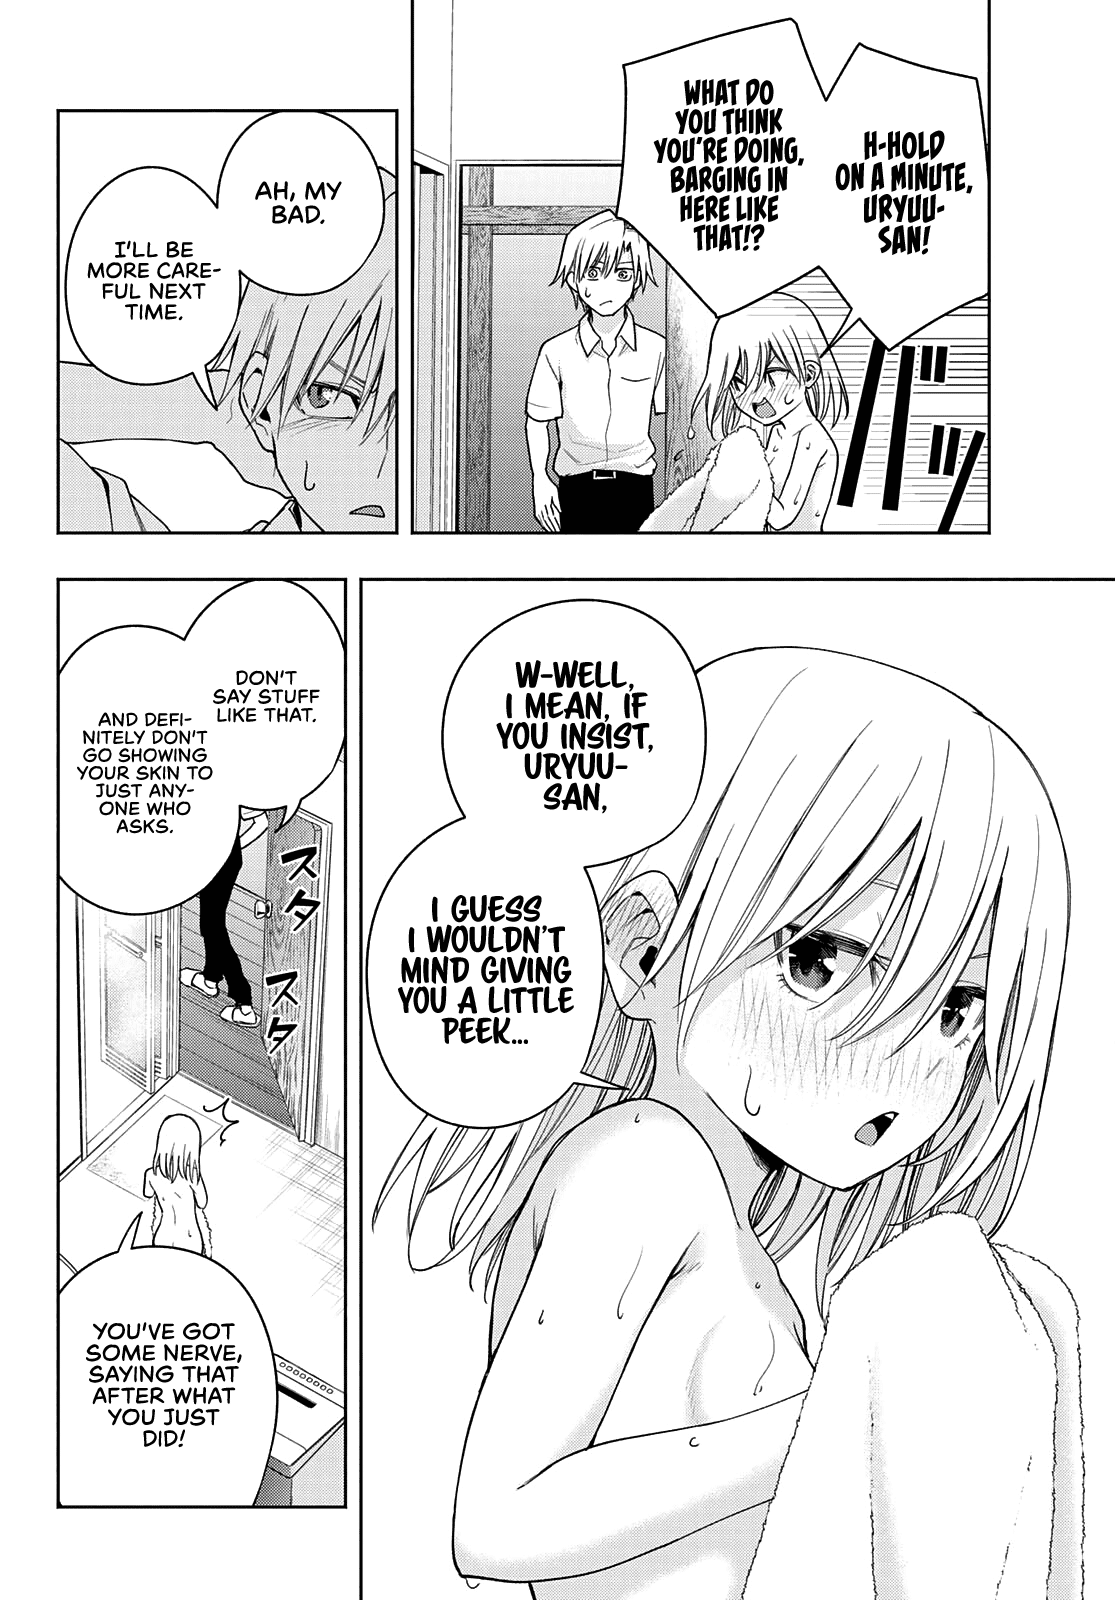 H-HOLD
ON A MINUTE,
URYUU-
SAN!
WHAT DO
YOU THINK
YOU'RE DOING,
BARGING IN
HERE LIKE
THAT!?
バン
AH, MY
BAD.
I'LL BE
MORE CARE-
FUL NEXT
TIME.
W-WELL,
I MEAN, IF
YOU INSIST,
URYUU-
SAN,
I GUESS
I WOULDN'T
MIND GIVING
YOU A LITTLE
PEEK...
DON'T
SAY STUFF
LIKE THAT.
AND DEFI-
NITELY DON'T
GO SHOWING
YOUR SKIN TO
JUST ANY-
ONE WHO
ASKS.
スタ
スタ
YOU'VE GOT
SOME NERVE,
SAYING THAT
AFTER WHAT
YOU JUST
DID!